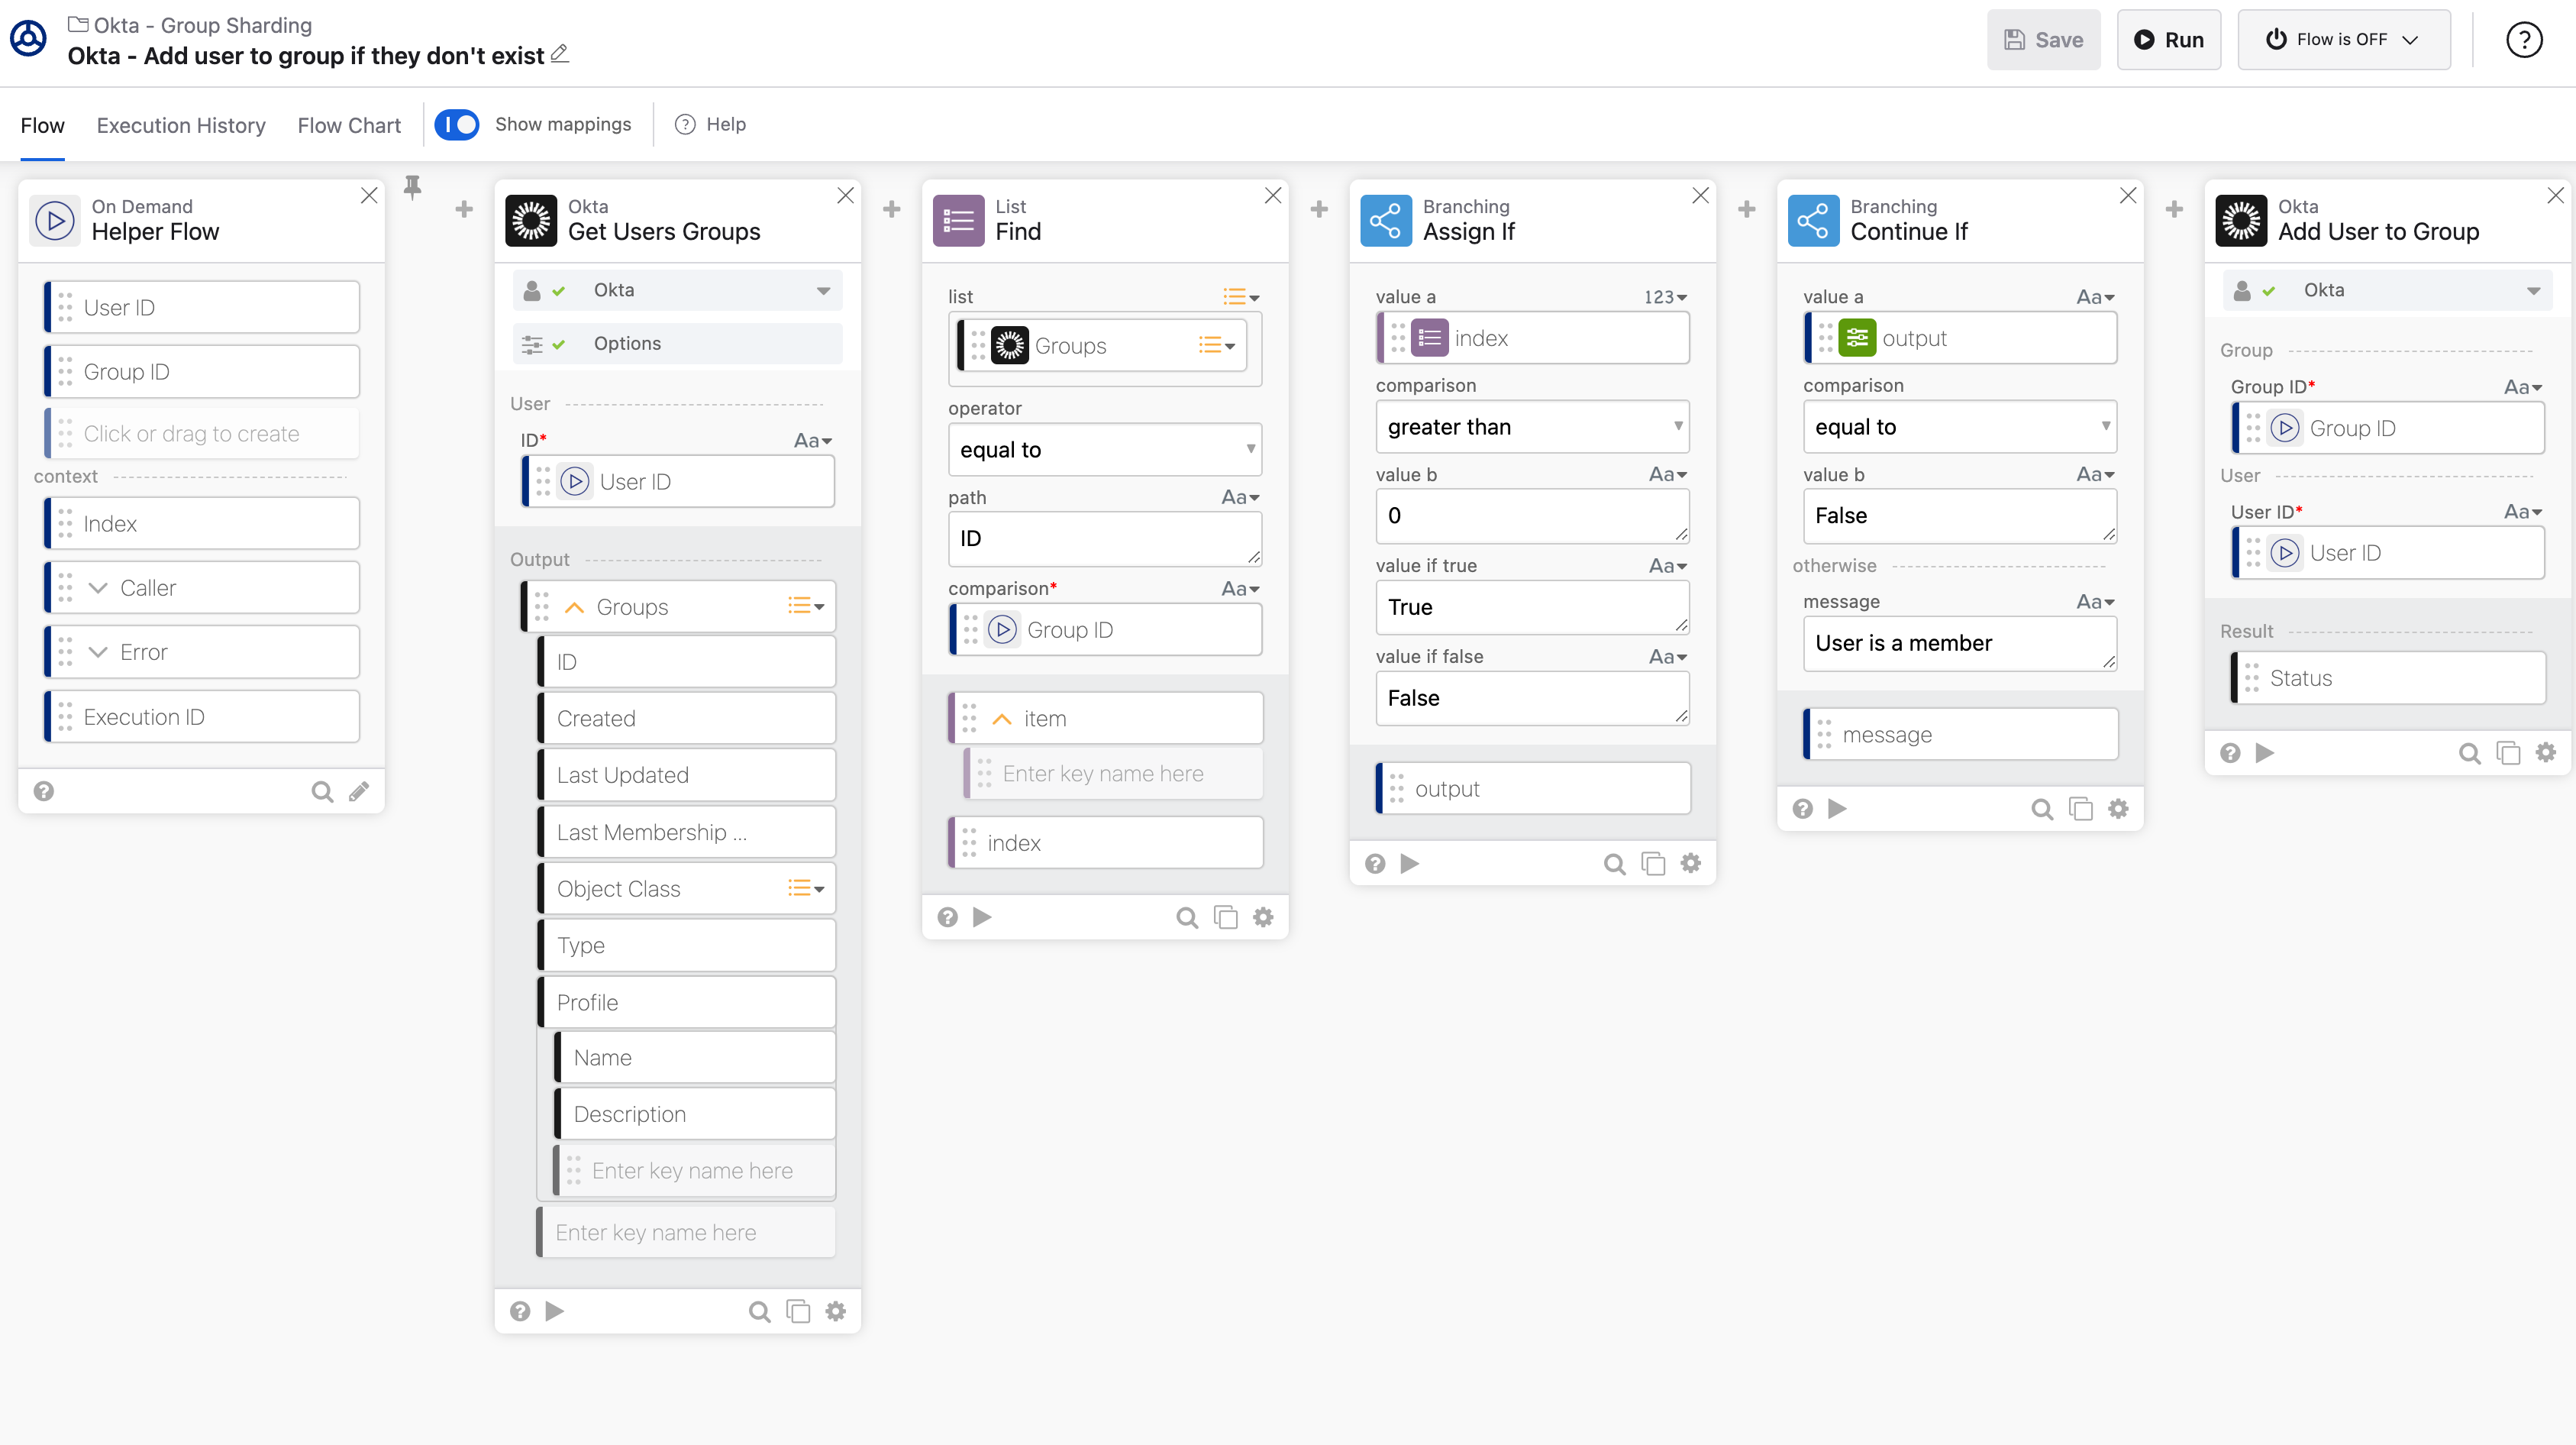 Okta - Group Sharding
Okta - Add user to group if they don't exist
Save
Run
Flow is OFF
?
Flow
Execution History
Flow Chart
Show mappings
? Help
On Demand
Helper Flow
User ID
Group ID
Click or drag to create
context
Index
Caller
Error
Execution ID
?
Okta
Get Users Groups
Okta
Options
User
ID* Aa
User ID
Output
Groups
ID
Created
Last Updated
Last Membership ...
Object Class
Type
Profile
Name
Description
Enter key name here
Enter key name here
?
List
Find
list
Groups
operator
equal to
path Aa
ID
comparison* Aa
Group ID
item
Enter key name here
index
?
Branching
Assign If
value a 123
index
comparison
greater than
value b Aa
0
value if true Aa
True
value if false Aa
False
output
?
Branching
Continue If
value a Aa
output
comparison
equal to
value b Aa
False
otherwise
message Aa
User is a member
message
?
Okta
Add User to Group
Okta
Group
Group ID* Aa
Group ID
User
User ID* Aa
User ID
Result
Status
?